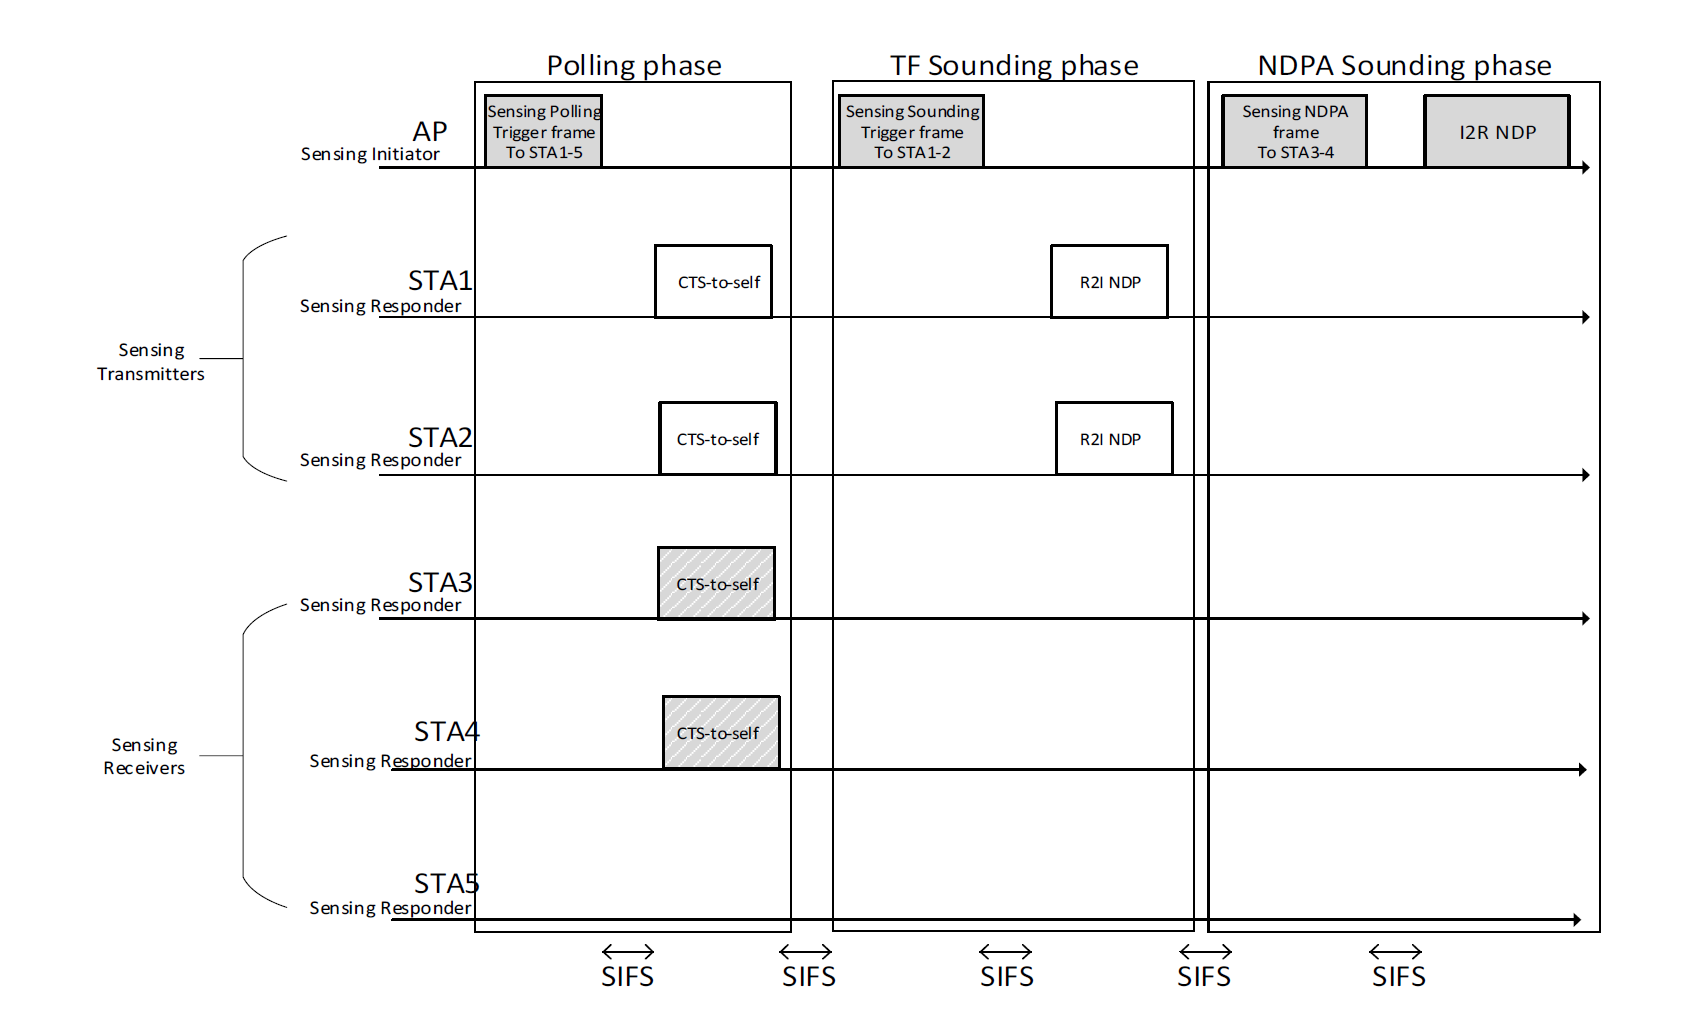 Polling phase
TF Sounding phase
NDPA Sounding phase
AP
Sensing Initiator
Sensing Polling
Trigger frame
To STA1-5
Sensing Sounding
Trigger frame
To STA1-2
Sensing NDPA
frame
To STA3-4
I2R NDP
Sensing
Transmitters
STA1
Sensing Responder
CTS-to-self
R2I NDP
STA2
Sensing Responder
CTS-to-self
R2I NDP
Sensing
Receivers
STA3
Sensing Responder
CTS-to-self
STA4
Sensing Responder
CTS-to-self
STA5
Sensing Responder
SIFS
SIFS
SIFS
SIFS
SIFS